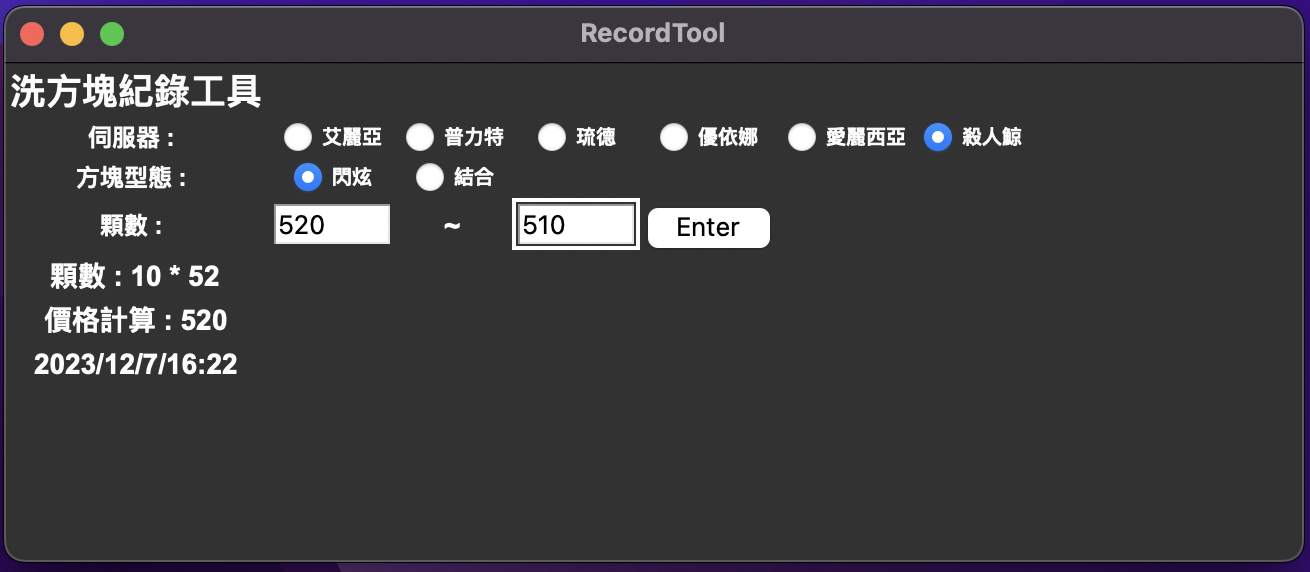 RecordTool
洗方塊紀錄工具
伺服器 : 艾麗亞 普力特 琉德 優依娜 愛麗西亞 殺人鯨
方塊型態 : 閃炫 結合
顆數 : 520 ~ 510 Enter
顆數 : 10 * 52
價格計算 : 520
2023/12/7/16:22